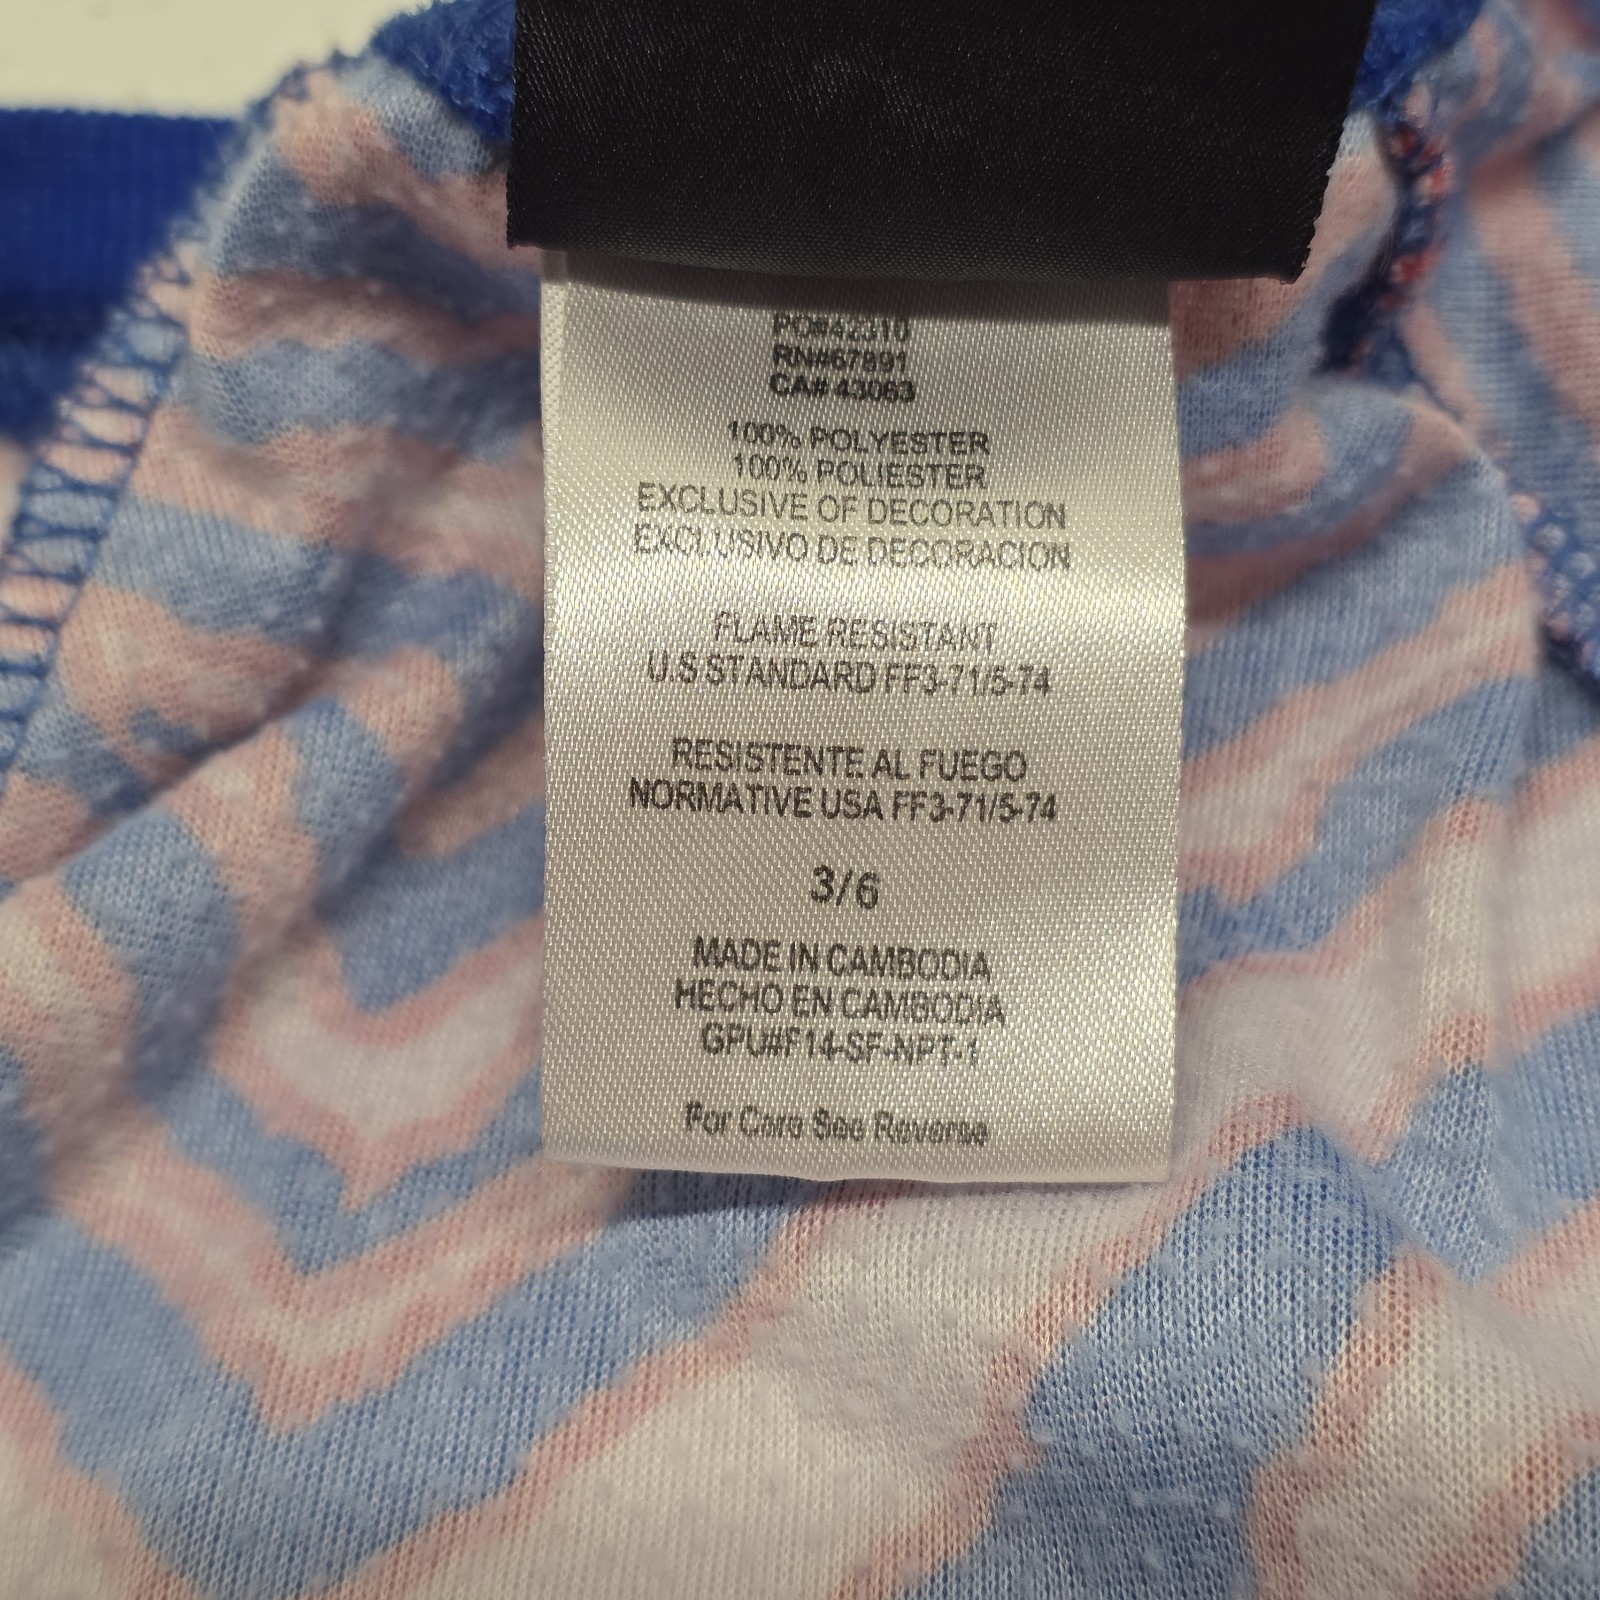 PO#42310
RN#67891
CA# 43063
100% POLYESTER
100% POLIESTER
EXCLUSIVE OF DECORATION
EXCLUSIVO DE DECORACION
FLAME RESISTANT
U.S STANDARD FF3-71/5-74
RESISTENTE AL FUEGO
NORMATIVE USA FF3-71/5-74
3/6
MADE IN CAMBODIA
HECHO EN CAMBODIA
GPU#F14-SF-NPT-1
For Care See Reverse